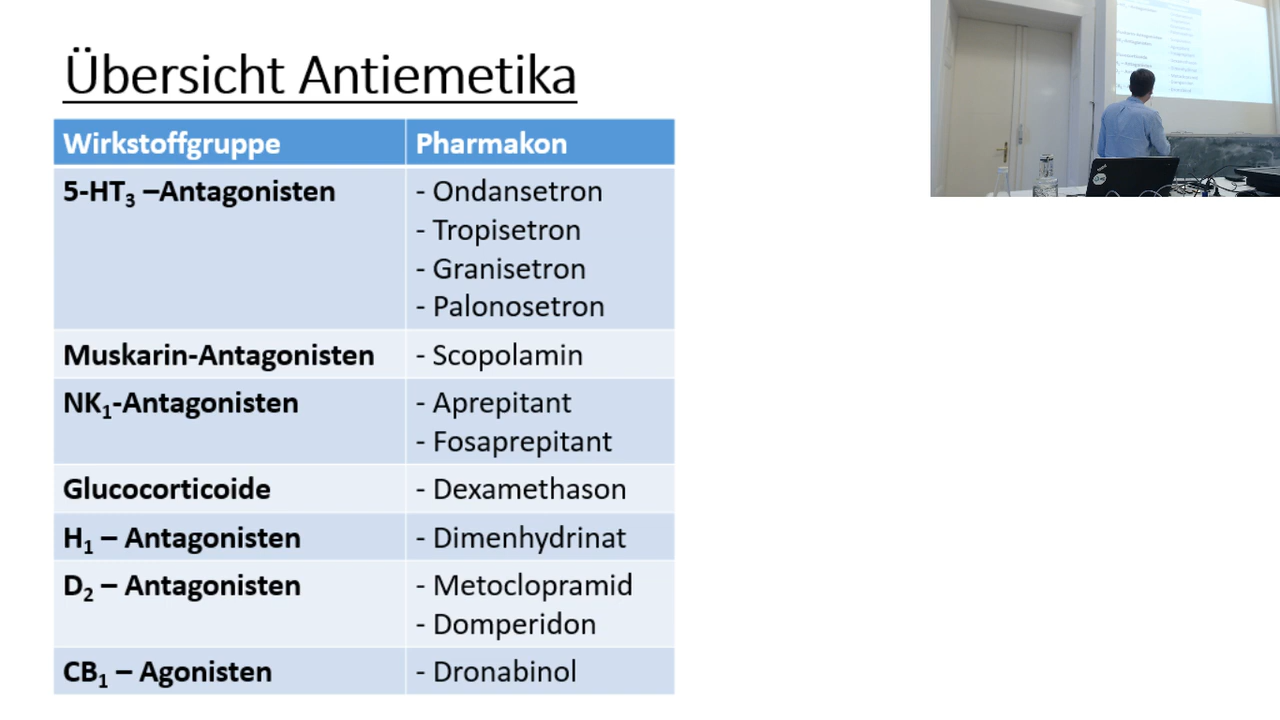 Übersicht Antiemetika
Wirkstoffgruppe Pharmakon
5-HT₃ –Antagonisten - Ondansetron
- Tropisetron
- Granisetron
- Palonosetron
Muskarin-Antagonisten - Scopolamin
NK₁-Antagonisten - Aprepitant
- Fosaprepitant
Glucocorticoide - Dexamethason
H₁ – Antagonisten - Dimenhydrinat
D₂ – Antagonisten - Metoclopramid
- Domperidon
CB₁ – Agonisten - Dronabinol